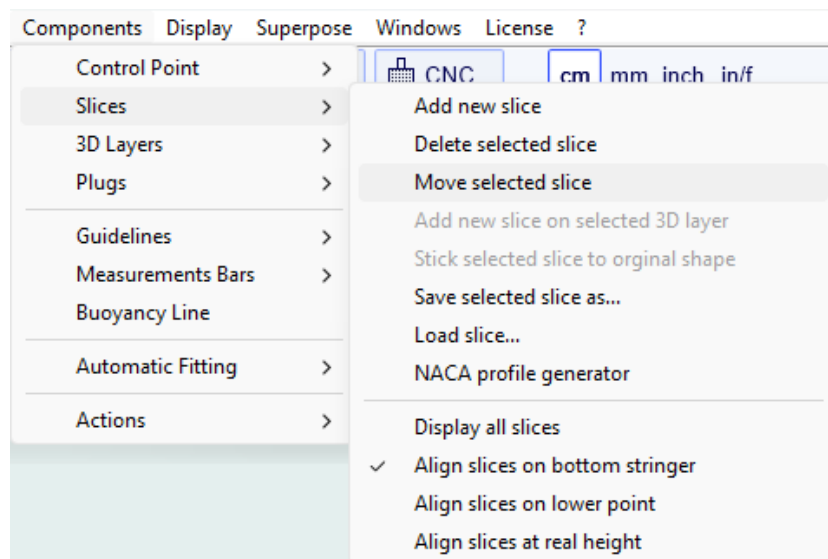 Components Display Superpose Windows License ?
Control Point
CNC cm mm inch in/f
Slices
Add new slice
3D Layers
Delete selected slice
Plugs
Move selected slice
Add new slice on selected 3D layer
Guidelines
Stick selected slice to orginal shape
Measurements Bars
Save selected slice as...
Buoyancy Line
Load slice...
Automatic Fitting
NACA profile generator
Actions
Display all slices
Align slices on bottom stringer
Align slices on lower point
Align slices at real height